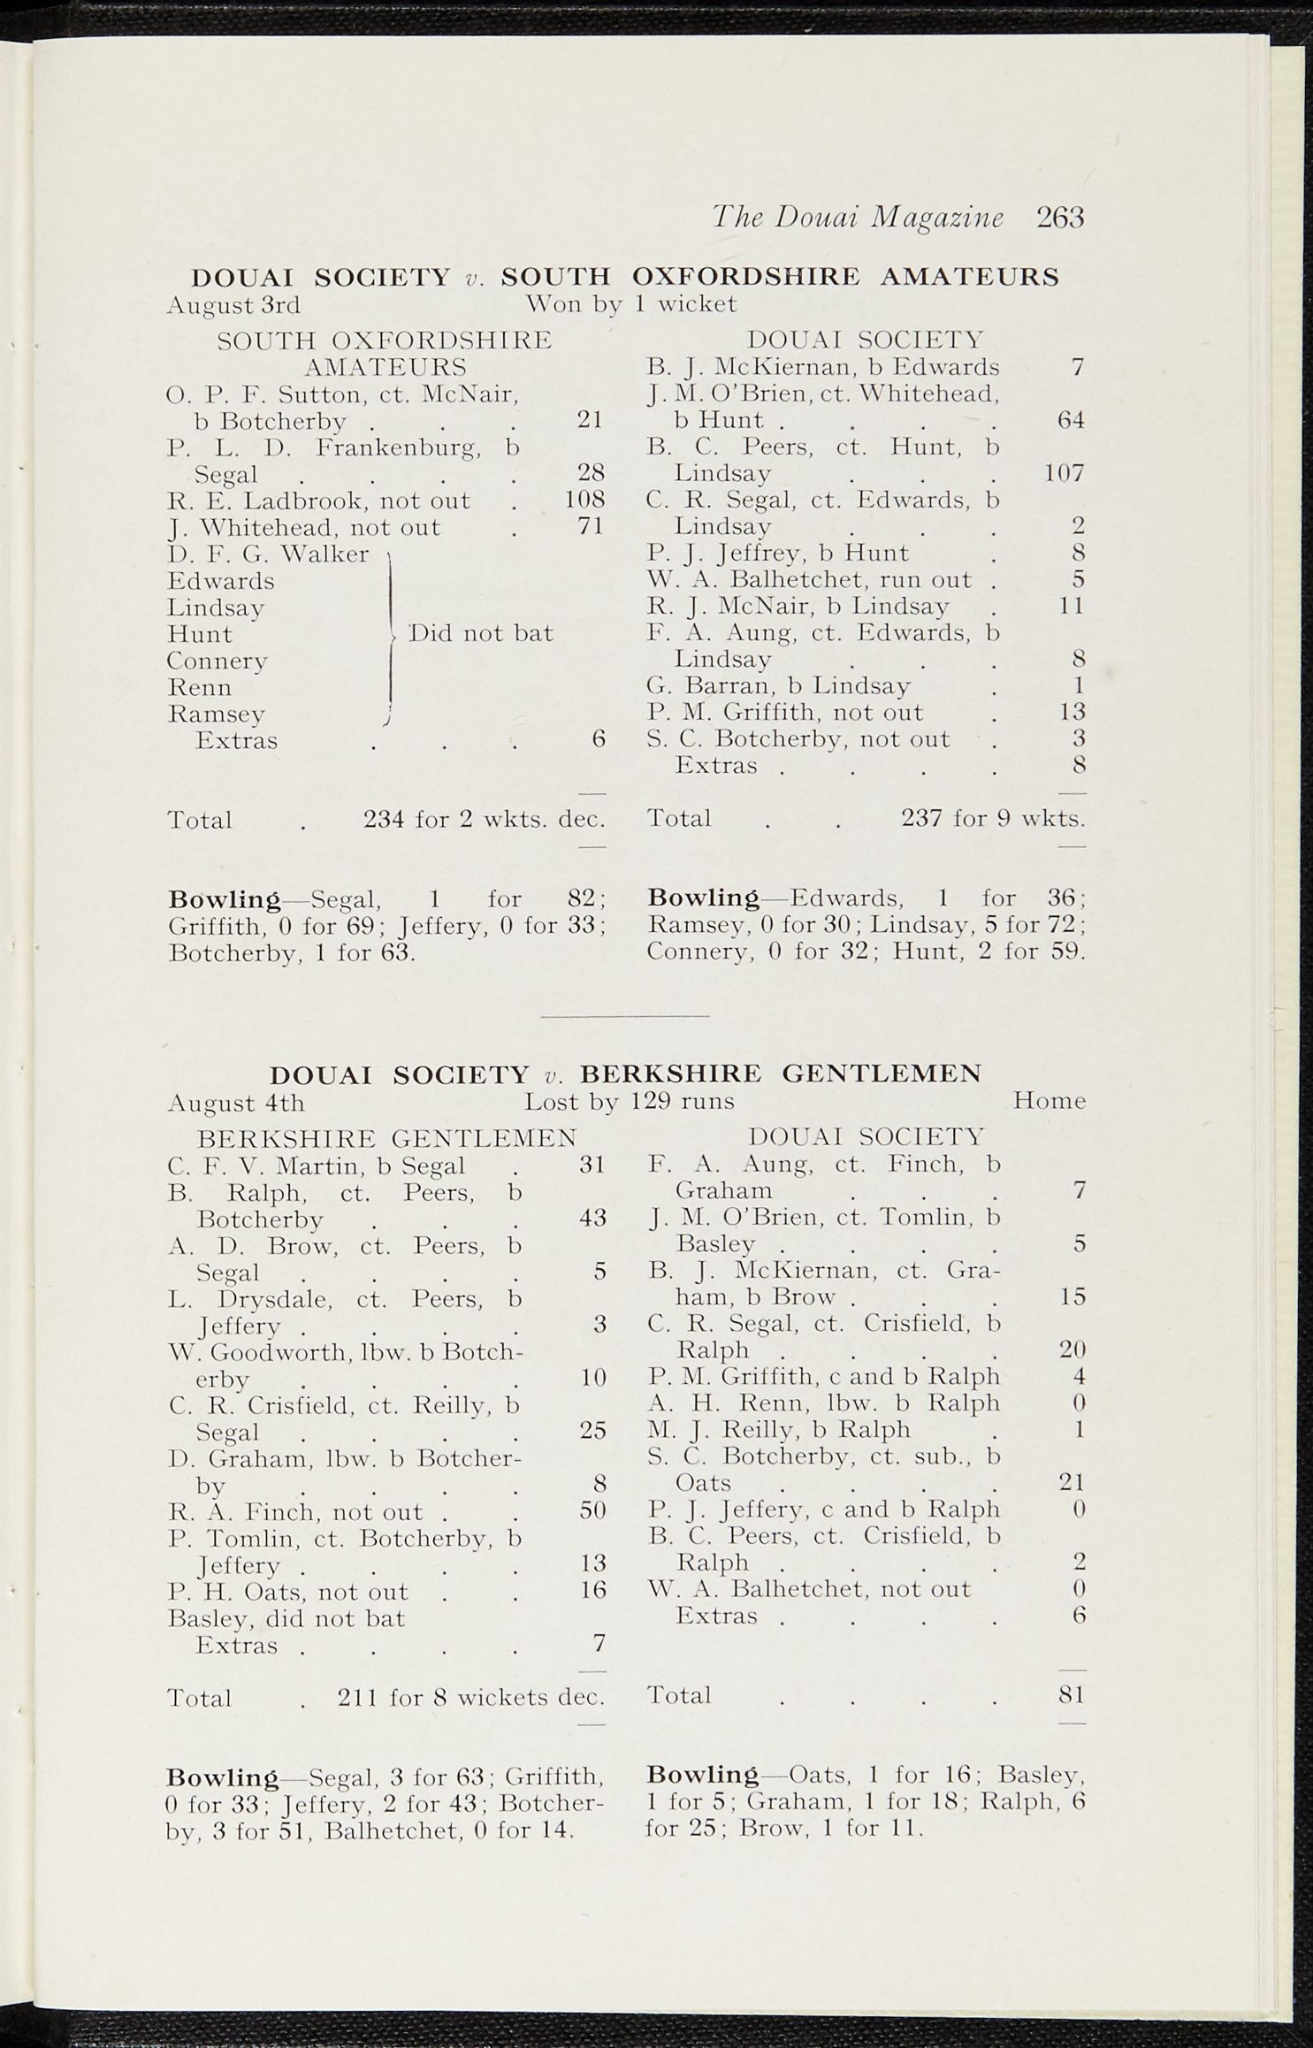 The Douai Magazine 263
DOUAI SOCIETY v. SOUTH OXFORDSHIRE AMATEURS
August 3rd Won by 1 wicket
SOUTH OXFORDSHIRE
AMATEURS
O. P. F. Sutton, ct. McNair,
b Botcherby . . . 21
P. L. D. Frankenburg, b
Segal . . . . 28
R. E. Ladbrook, not out . 108
J. Whitehead, not out . 71
D. F. G. Walker
Edwards
Lindsay
Hunt Did not bat
Connery
Renn
Ramsey
Extras . . . 6
Total . 234 for 2 wkts. dec.
Bowling—Segal, 1 for 82;
Griffith, 0 for 69; Jeffery, 0 for 33;
Botcherby, 1 for 63.
DOUAI SOCIETY
B. J. McKiernan, b Edwards 7
J. M. O'Brien, ct. Whitehead,
b Hunt . . . . 64
B. C. Peers, ct. Hunt, b
Lindsay . . . 107
C. R. Segal, ct. Edwards, b
Lindsay . . . 2
P. J. Jeffrey, b Hunt . 8
W. A. Balhetchet, run out . 5
R. J. McNair, b Lindsay . 11
F. A. Aung, ct. Edwards, b
Lindsay . . . 8
G. Barran, b Lindsay . 1
P. M. Griffith, not out . 13
S. C. Botcherby, not out . 3
Extras . . . . 8
Total . . 237 for 9 wkts.
Bowling—Edwards, 1 for 36;
Ramsey, 0 for 30; Lindsay, 5 for 72;
Connery, 0 for 32; Hunt, 2 for 59.
DOUAI SOCIETY v. BERKSHIRE GENTLEMEN
August 4th Lost by 129 runs Home
BERKSHIRE GENTLEMEN
C. F. V. Martin, b Segal . 31
B. Ralph, ct. Peers, b
Botcherby . . . 43
A. D. Brow, ct. Peers, b
Segal . . . . 5
L. Drysdale, ct. Peers, b
Jeffery . . . . 3
W. Goodworth, lbw. b Botch-
erby . . . . 10
C. R. Crisfield, ct. Reilly, b
Segal . . . . 25
D. Graham, lbw. b Botcher-
by . . . . 8
R. A. Finch, not out . . 50
P. Tomlin, ct. Botcherby, b
Jeffery . . . . 13
P. H. Oats, not out . . 16
Basley, did not bat
Extras . . . . 7
Total . 211 for 8 wickets dec.
Bowling—Segal, 3 for 63; Griffith,
0 for 33; Jeffery, 2 for 43; Botcher-
by, 3 for 51, Balhetchet, 0 for 14.
DOUAI SOCIETY
F. A. Aung, ct. Finch, b
Graham . . . 7
J. M. O'Brien, ct. Tomlin, b
Basley . . . . 5
B. J. McKiernan, ct. Gra-
ham, b Brow . . . 15
C. R. Segal, ct. Crisfield, b
Ralph . . . . 20
P. M. Griffith, c and b Ralph 4
A. H. Renn, lbw. b Ralph 0
M. J. Reilly, b Ralph . 1
S. C. Botcherby, ct. sub., b
Oats . . . . 21
P. J. Jeffery, c and b Ralph 0
B. C. Peers, ct. Crisfield, b
Ralph . . . . 2
W. A. Balhetchet, not out 0
Extras . . . . 6
Total . . . . 81
Bowling—Oats, 1 for 16; Basley,
1 for 5; Graham, 1 for 18; Ralph, 6
for 25; Brow, 1 for 11.